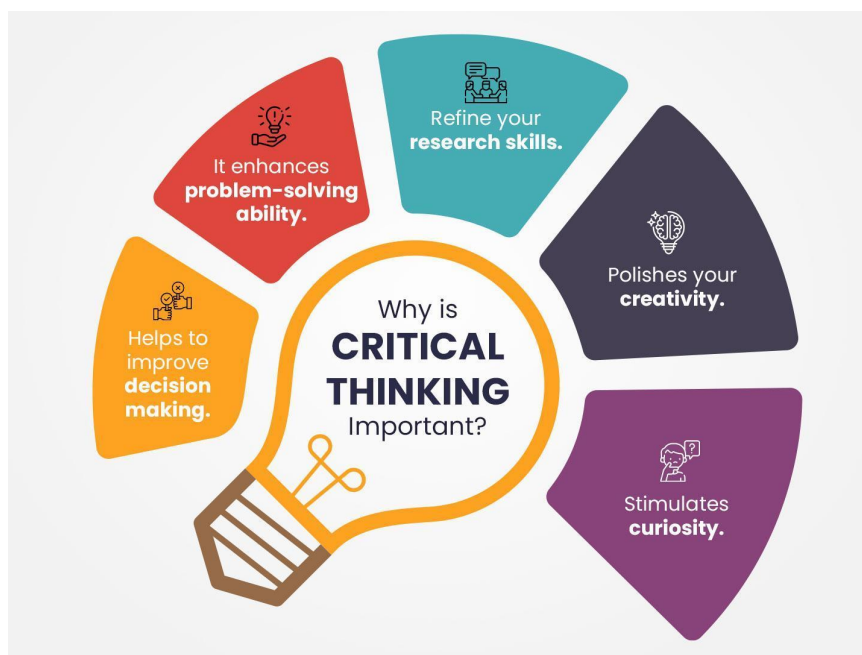 Why is
CRITICAL
THINKING
Important?
Helps to
improve
decision
making.
It enhances
problem-solving
ability.
Refine your
research skills.
Polishes your
creativity.
?
Stimulates
curiosity.